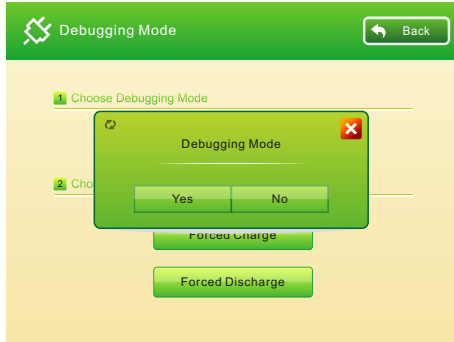 Debugging Mode
Back
1 Choose Debugging Mode
Debugging Mode
2 Cho
Yes
No
Forced Charge
Forced Discharge